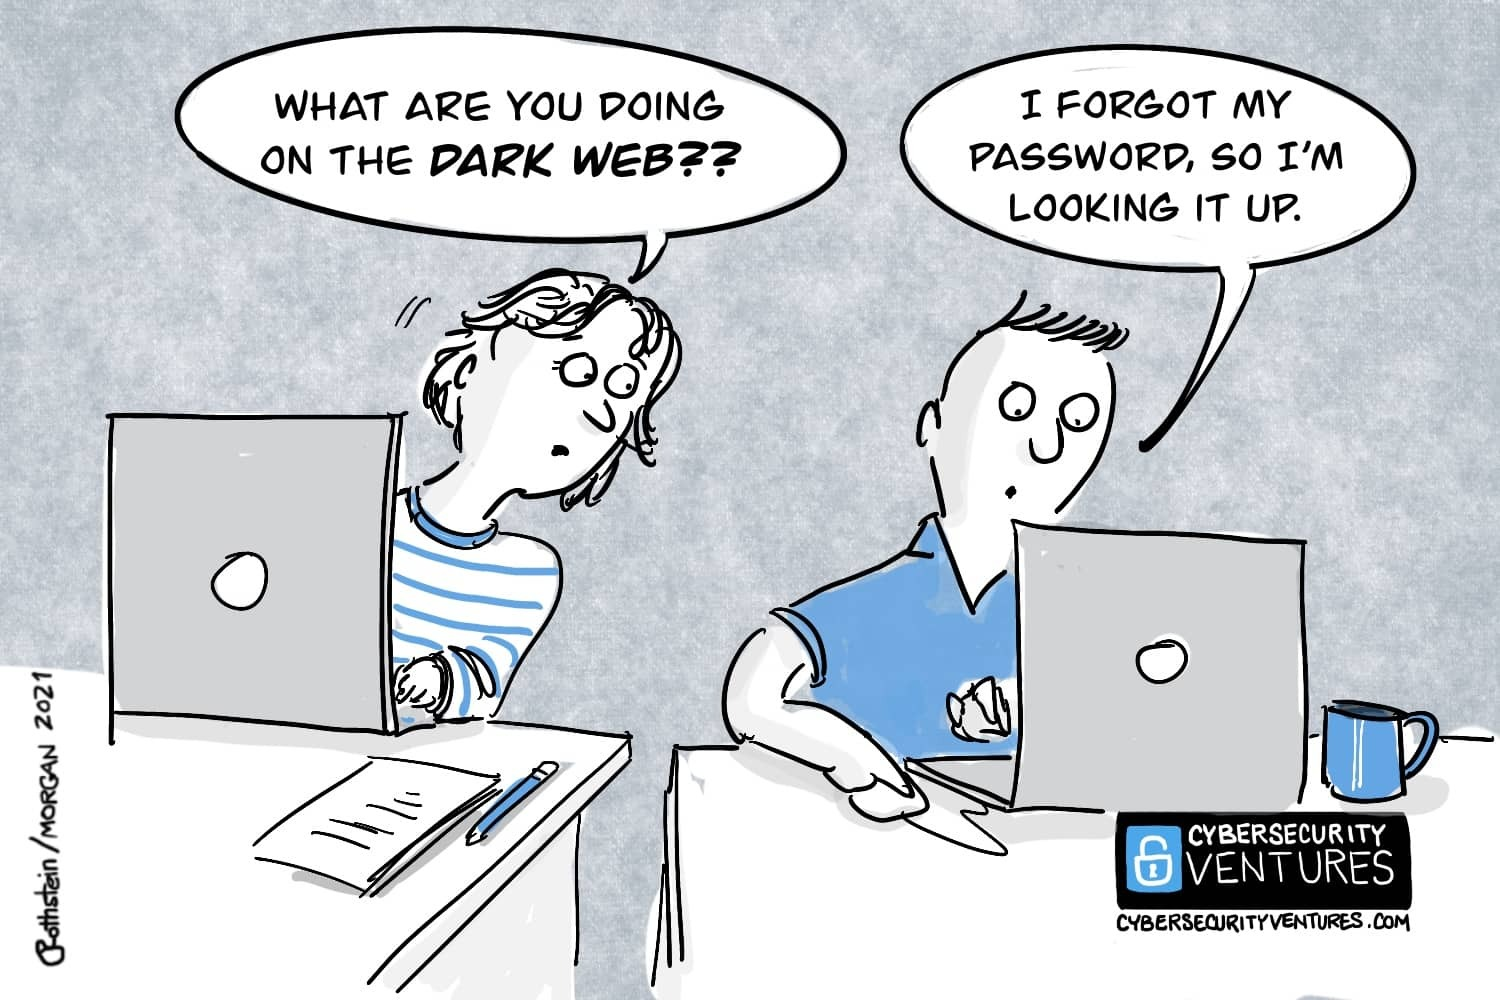 WHAT ARE YOU DOING
ON THE DARK WEB??
I FORGOT MY
PASSWORD, SO I'M
LOOKING IT UP.
Rothstein/MORGAN 2021
CYBERSECURITY
VENTURES
CYBERSECURITYVENTURES.COM